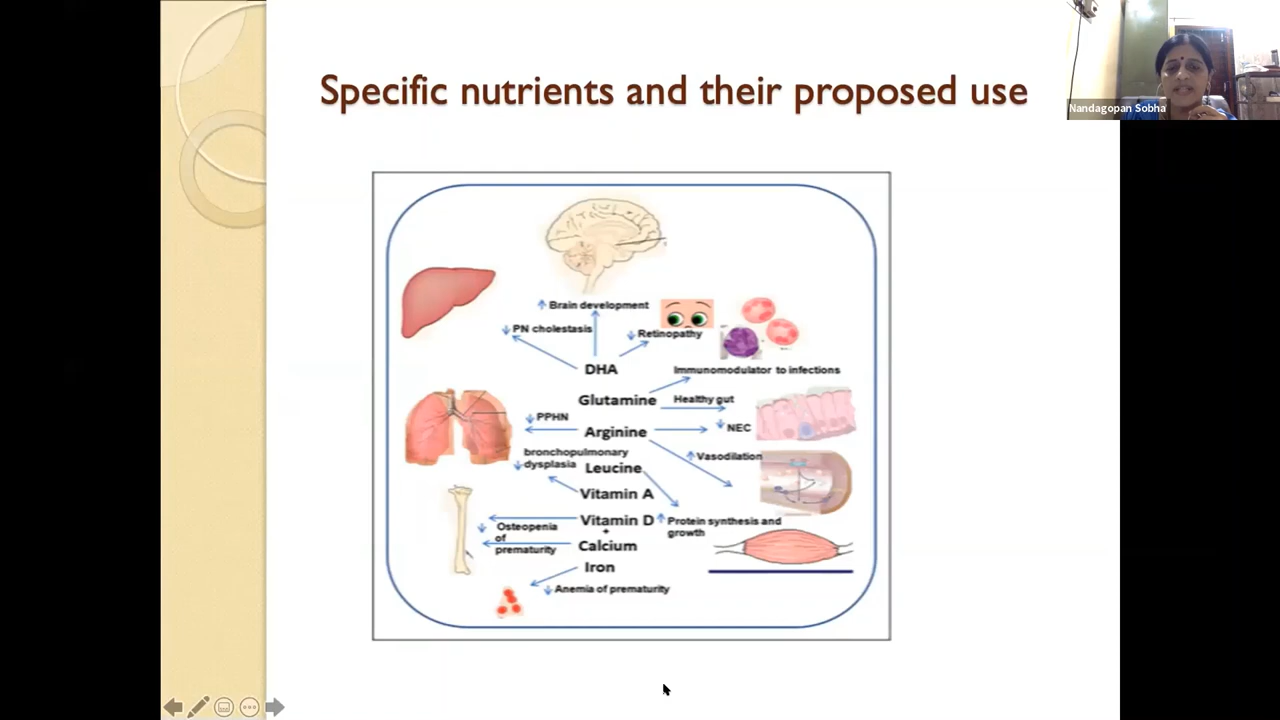 Specific nutrients and their proposed use
Nandagopan Sobha
Brain development
PN cholestasis
Retinopathy
DHA
Immunomodulator to infections
Glutamine
Healthy gut
PPHN
Arginine
NEC
bronchopulmonary
dysplasia
Leucine
Vasodilation
Vitamin A
Vitamin D
+
Protein synthesis and
growth
Osteopenia
of
prematurity
Calcium
Iron
Anemia of prematurity